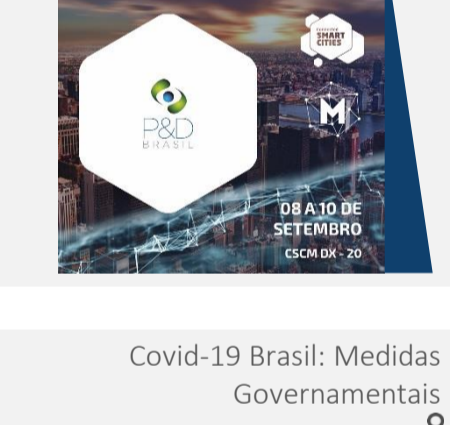 SMART
CITIES
M
P&D
BRASIL
08 A 10 DE
SETEMBRO
CSCM DX - 20
Covid-19 Brasil: Medidas
Governamentais